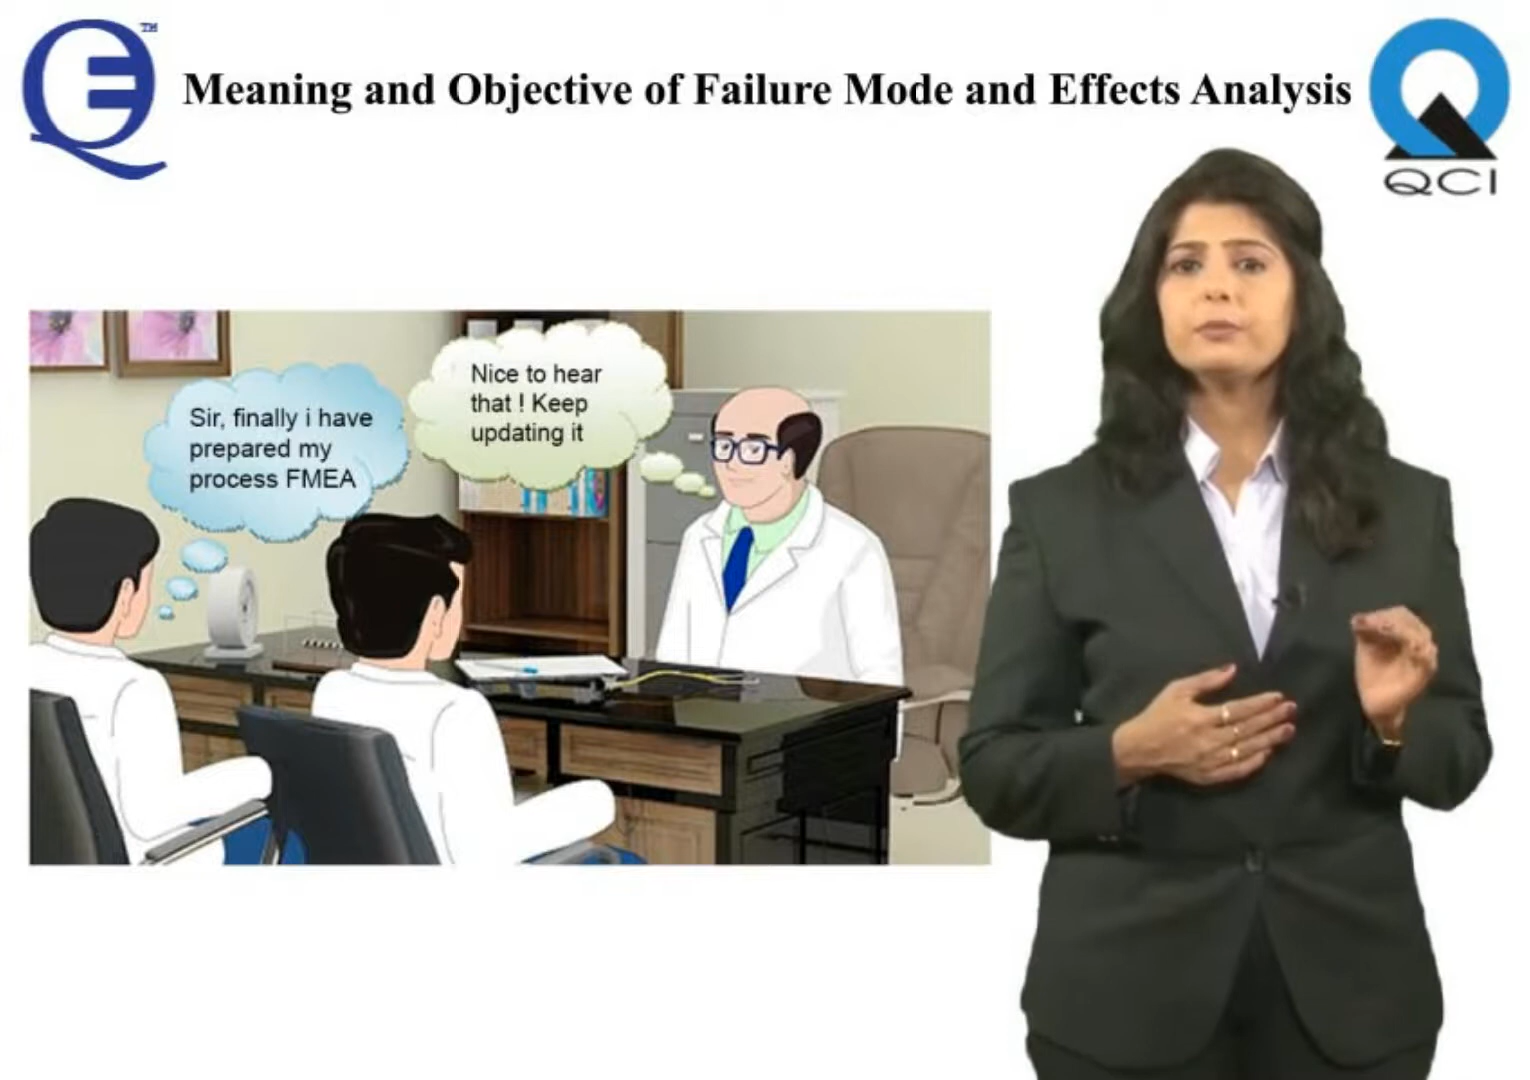 TM
Meaning and Objective of Failure Mode and Effects Analysis
QCI
Sir, finally i have
prepared my
process FMEA
Nice to hear
that ! Keep
updating it